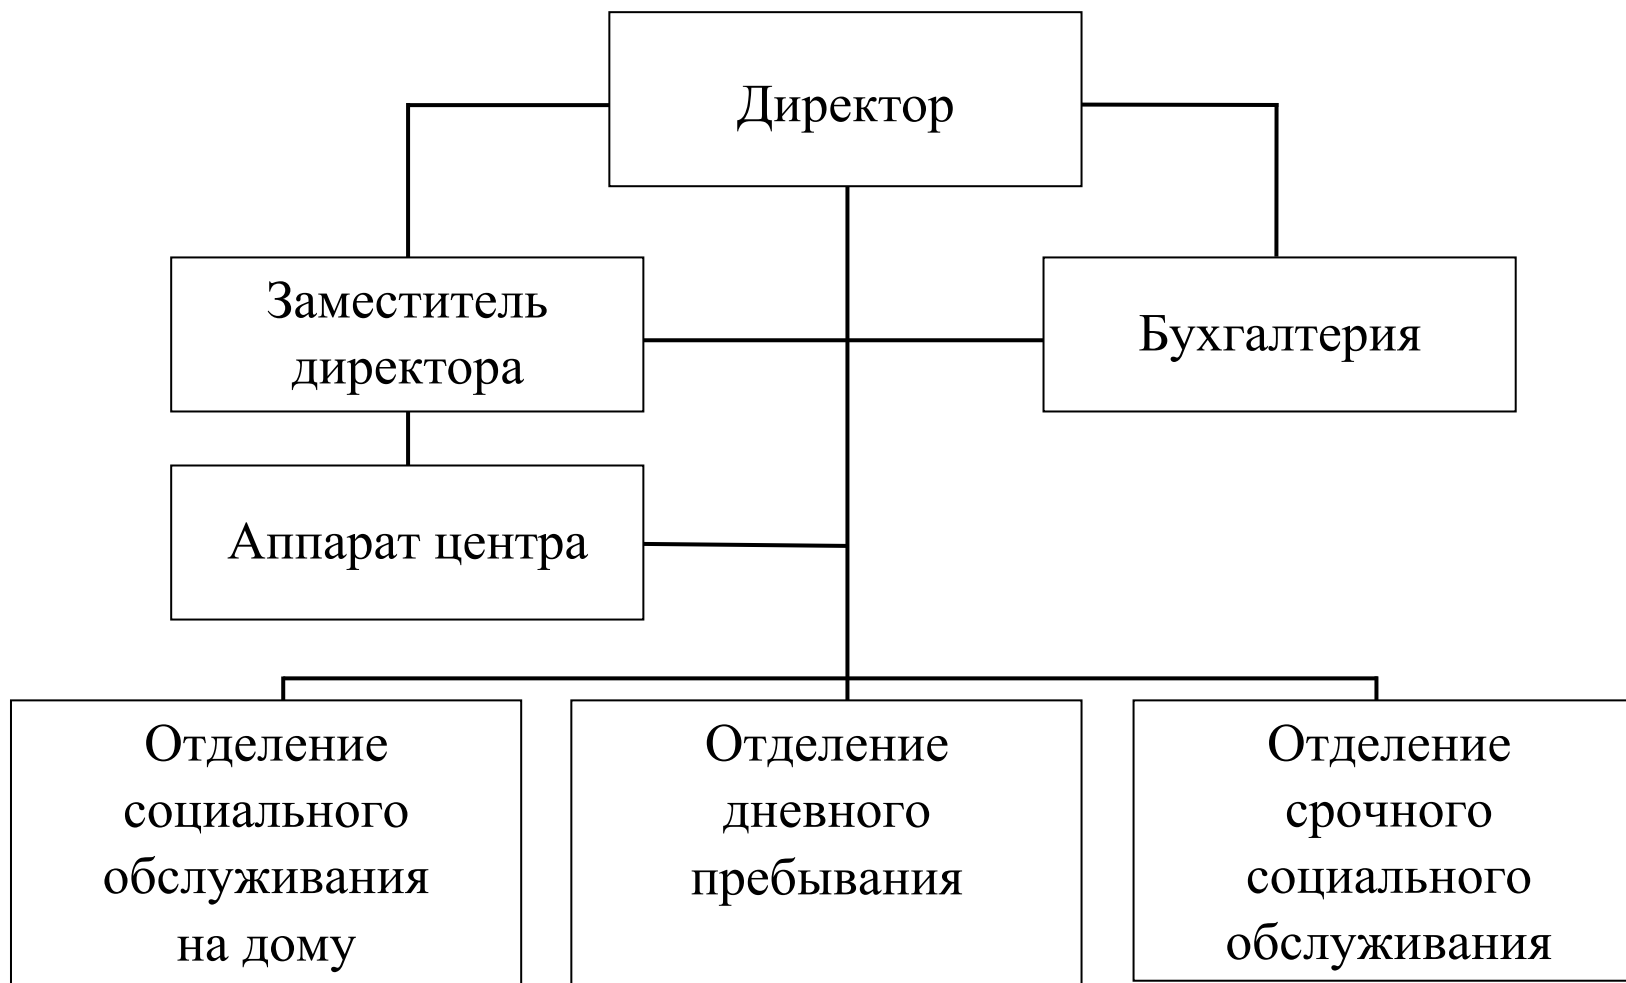 Директор
Заместитель
директора
Бухгалтерия
Аппарат центра
Отделение
социального
обслуживания
на дому
Отделение
дневного
пребывания
Отделение
срочного
социального
обслуживания